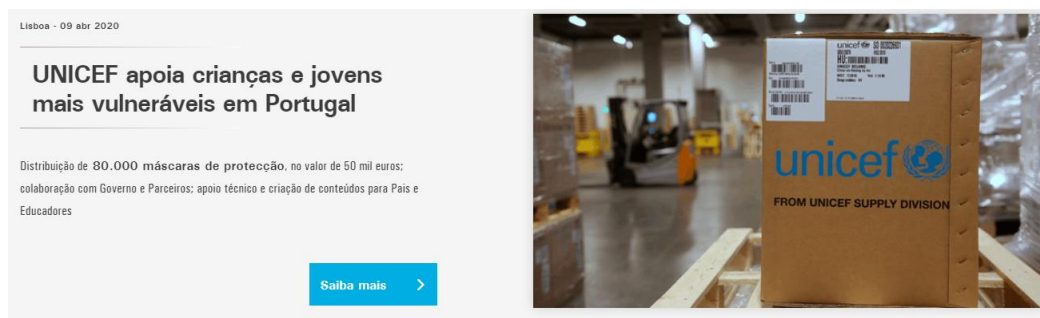 Lisboa - 09 abr 2020
UNICEF apoia crianças e jovens
mais vulneráveis em Portugal
Distribuição de 80.000 máscaras de protecção, no valor de 50 mil euros;
colaboração com Governo e Parceiros; apoio técnico e criação de conteúdos para Pais e
Educadores
Saiba mais
unicef
unicef
FROM UNICEF SUPPLY DIVISION